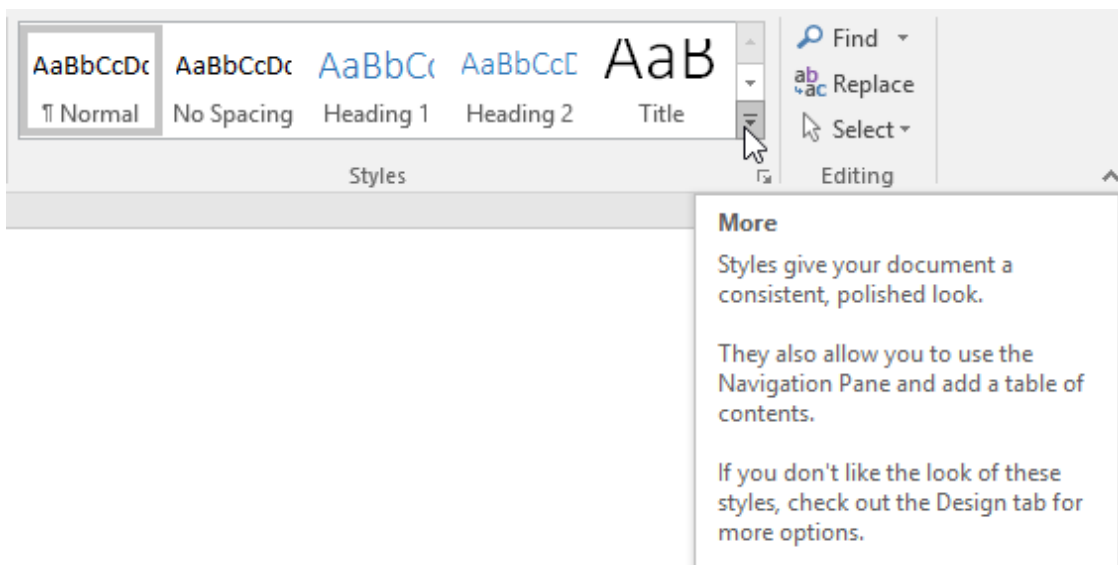 AaBbCcDc AaBbCcDc AaBbCc AaBbCcD AaB
¶ Normal No Spacing Heading 1 Heading 2 Title
Styles
Find
ab
ac Replace
Select
Editing
More
Styles give your document a
consistent, polished look.
They also allow you to use the
Navigation Pane and add a table of
contents.
If you don't like the look of these
styles, check out the Design tab for
more options.